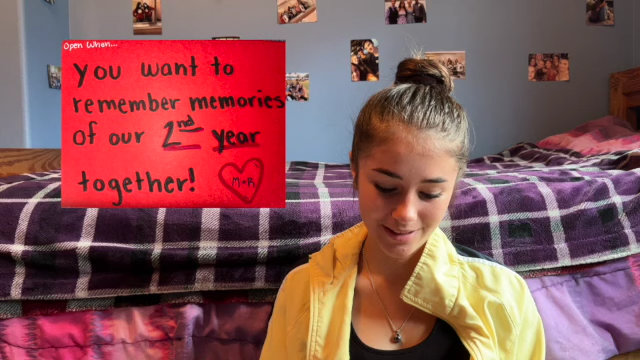 Open When...
You want to
remember memories
of our 2nd year
together!
M+R